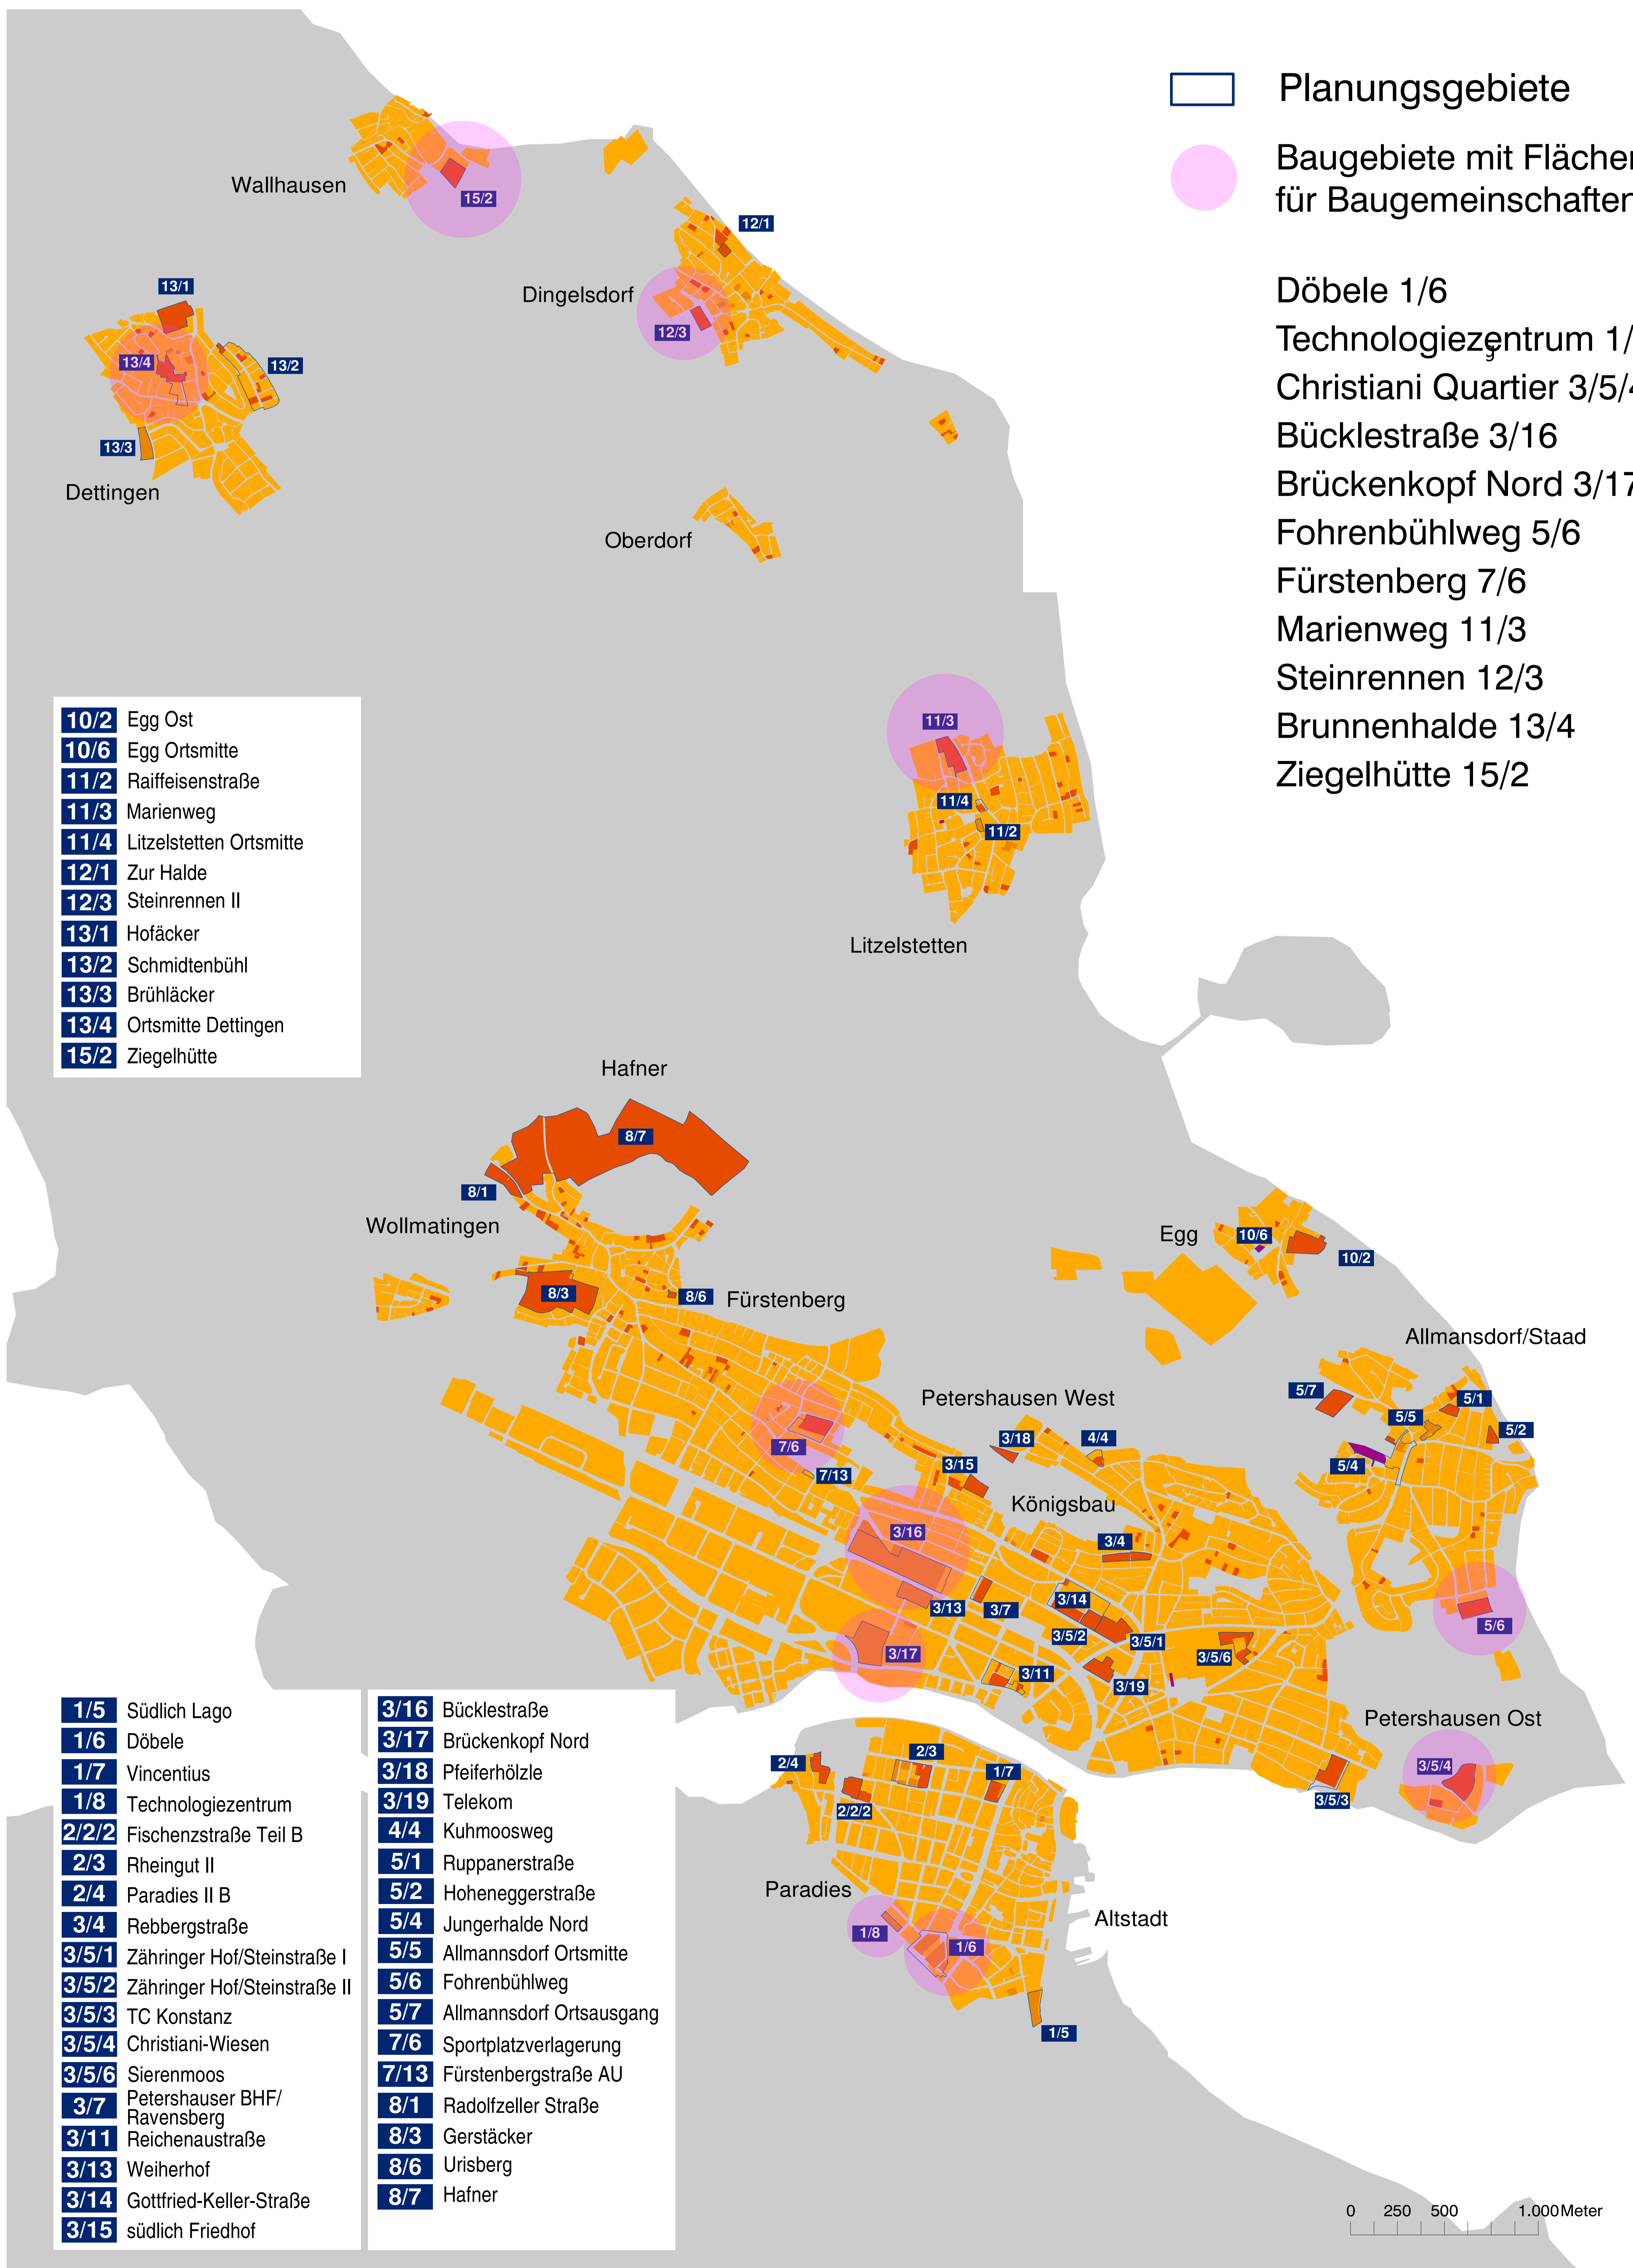 Planungsgebiete
Baugebiete mit Flächen
für Baugemeinschaften
Döbele 1/6
Technologiezentrum 1/
g
Christiani Quartier 3/5/4
Bücklestraße 3/16
Brückenkopf Nord 3/17
Fohrenbühlweg 5/6
Fürstenberg 7/6
Marienweg 11/3
Steinrennen 12/3
Brunnenhalde 13/4
Ziegelhütte 15/2
Wallhausen
15/2
12/1
Dingelsdorf
12/3
13/1
13/4
13/2
13/3
Dettingen
Oberdorf
11/3
11/4
11/2
Litzelstetten
10/2 Egg Ost
10/6 Egg Ortsmitte
11/2 Raiffeisenstraße
11/3 Marienweg
11/4 Litzelstetten Ortsmitte
12/1 Zur Halde
12/3 Steinrennen II
13/1 Hofäcker
13/2 Schmidtenbühl
13/3 Brühläcker
13/4 Ortsmitte Dettingen
15/2 Ziegelhütte
Hafner
8/7
8/1
Wollmatingen
8/3
8/6
Fürstenberg
Egg
10/6
10/2
Allmansdorf/Staad
5/7
5/1
5/5
5/2
5/4
Petershausen West
3/18
4/4
7/6
7/13
3/15
Königsbau
3/16
3/4
3/13
3/7
3/14
3/5/2
3/5/1
3/5/6
5/6
3/17
3/11
3/19
Petershausen Ost
3/5/4
3/5/3
2/4
2/3
1/7
2/2/2
Paradies
1/8
1/6
Altstadt
1/5
1/5 Südlich Lago
1/6 Döbele
1/7 Vincentius
1/8 Technologiezentrum
2/2/2 Fischenzstraße Teil B
2/3 Rheingut II
2/4 Paradies II B
3/4 Rebbergstraße
3/5/1 Zähringer Hof/Steinstraße I
3/5/2 Zähringer Hof/Steinstraße II
3/5/3 TC Konstanz
3/5/4 Christiani-Wiesen
3/5/6 Sierenmoos
3/7 Petershauser BHF/
Ravensberg
3/11 Reichenaustraße
3/13 Weiherhof
3/14 Gottfried-Keller-Straße
3/15 südlich Friedhof
3/16 Bücklestraße
3/17 Brückenkopf Nord
3/18 Pfeiferhölzle
3/19 Telekom
4/4 Kuhmoosweg
5/1 Ruppanerstraße
5/2 Hoheneggerstraße
5/4 Jungerhalde Nord
5/5 Allmannsdorf Ortsmitte
5/6 Fohrenbühlweg
5/7 Allmannsdorf Ortsausgang
7/6 Sportplatzverlagerung
7/13 Fürstenbergstraße AU
8/1 Radolfzeller Straße
8/3 Gerstäcker
8/6 Urisberg
8/7 Hafner
0 250 500 1.000 Meter